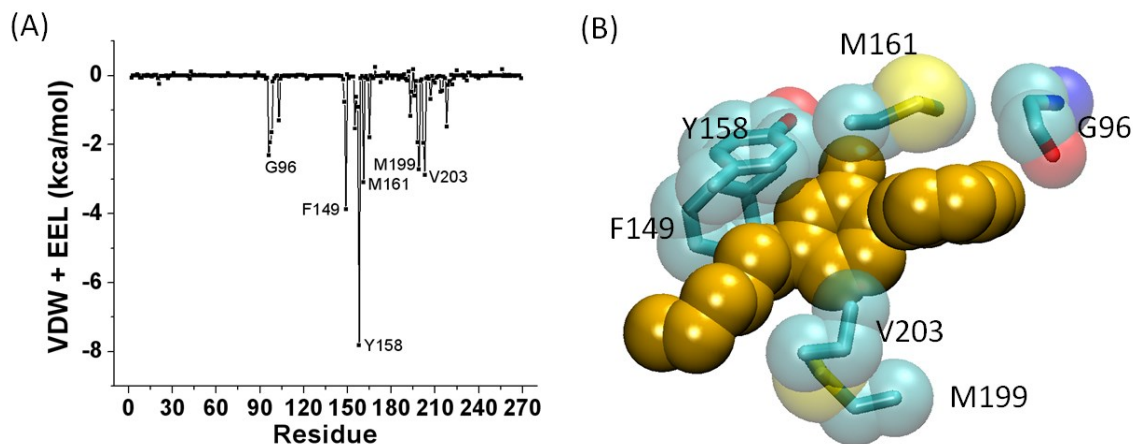 (A)
VDW + EEL (kca/mol)
0
-2
-4
-6
-8
G96
F149
M199
M161
V203
Y158
0 30 60 90 120 150 180 210 240 270
Residue
(B)
M161
Y158
G96
F149
V203
M199